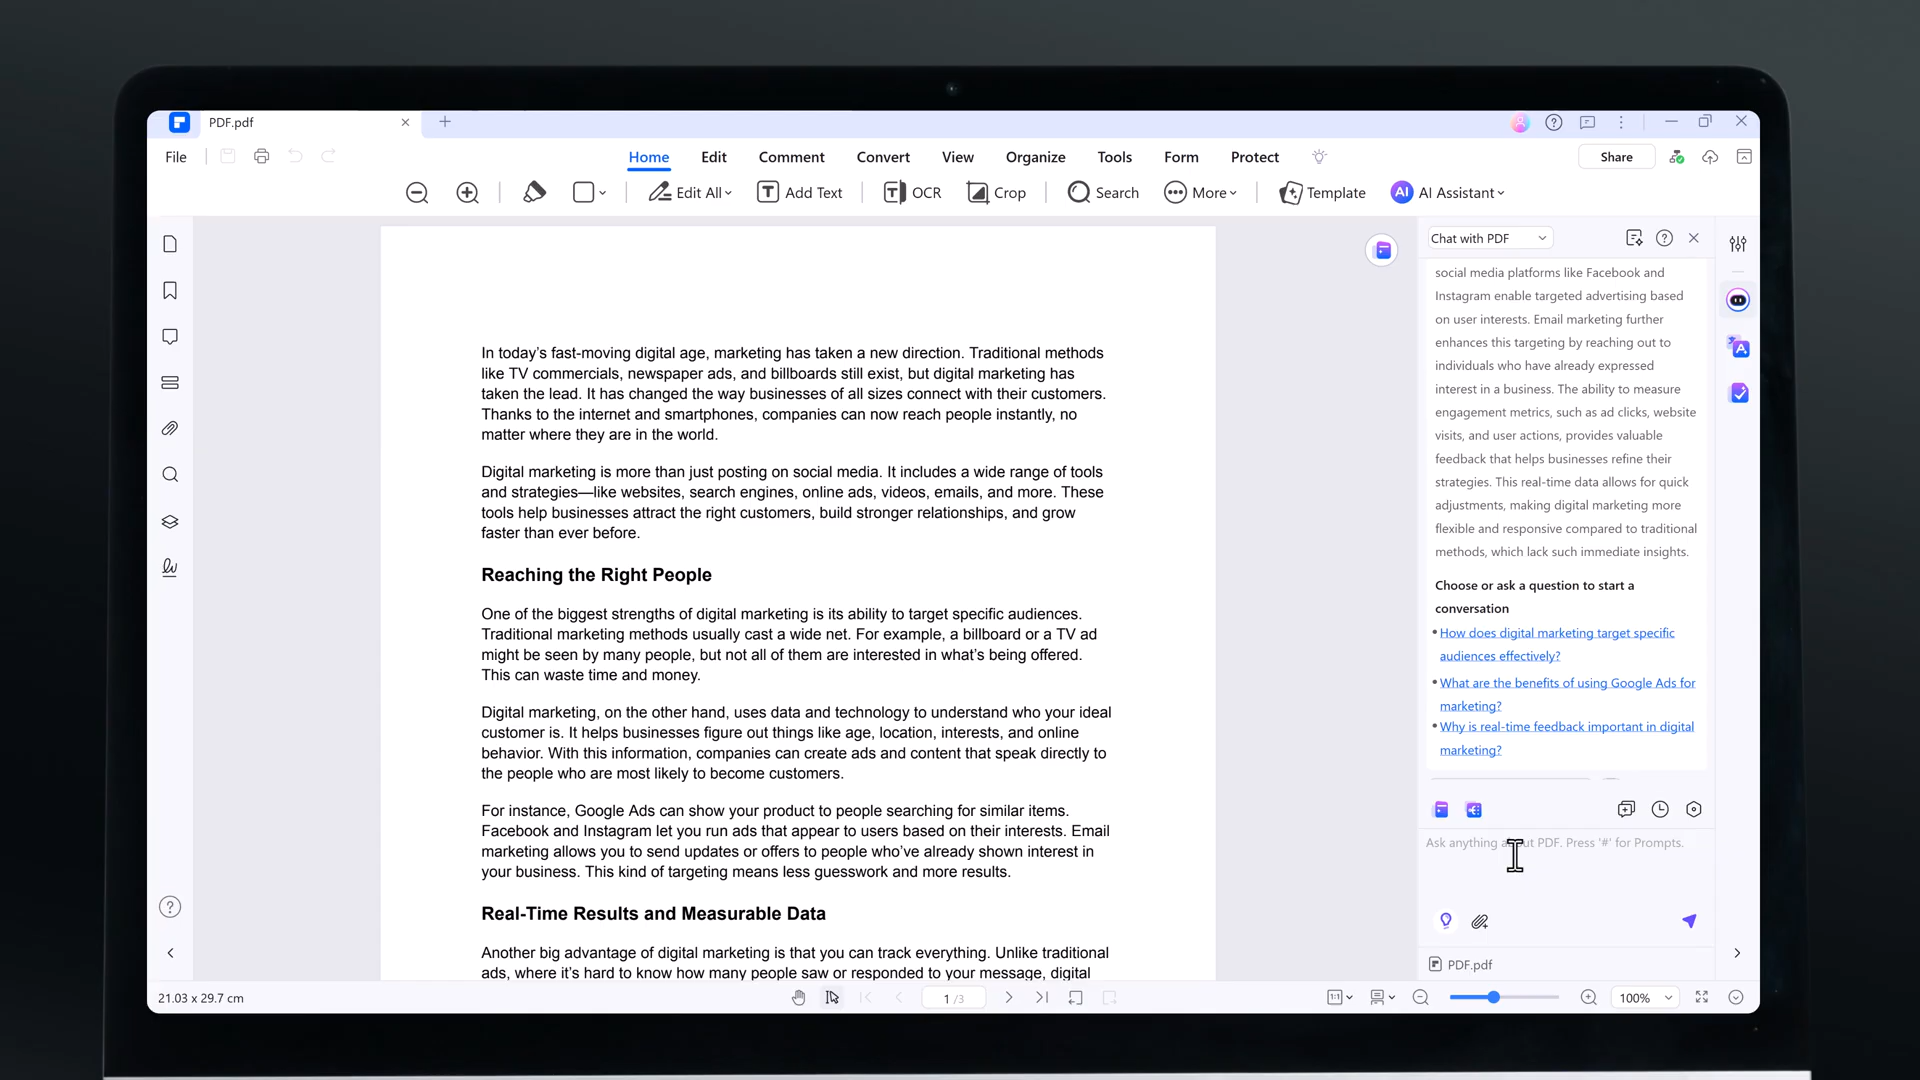 PDF.pdf
File
Home
Edit
Comment
Convert
View
Organize
Tools
Form
Protect
Share
Edit All
Add Text
OCR
Crop
Search
More
Template
AI
AI Assistant
In today's fast-moving digital age, marketing has taken a new direction. Traditional methods
like TV commercials, newspaper ads, and billboards still exist, but digital marketing has
taken the lead. It has changed the way businesses of all sizes connect with their customers.
Thanks to the internet and smartphones, companies can now reach people instantly, no
matter where they are in the world.
Digital marketing is more than just posting on social media. It includes a wide range of tools
and strategies—like websites, search engines, online ads, videos, emails, and more. These
tools help businesses attract the right customers, build stronger relationships, and grow
faster than ever before.
Reaching the Right People
One of the biggest strengths of digital marketing is its ability to target specific audiences.
Traditional marketing methods usually cast a wide net. For example, a billboard or a TV ad
might be seen by many people, but not all of them are interested in what's being offered.
This can waste time and money.
Digital marketing, on the other hand, uses data and technology to understand who your ideal
customer is. It helps businesses figure out things like age, location, interests, and online
behavior. With this information, companies can create ads and content that speak directly to
the people who are most likely to become customers.
For instance, Google Ads can show your product to people searching for similar items.
Facebook and Instagram let you run ads that appear to users based on their interests. Email
marketing allows you to send updates or offers to people who've already shown interest in
your business. This kind of targeting means less guesswork and more results.
Real-Time Results and Measurable Data
Another big advantage of digital marketing is that you can track everything. Unlike traditional
ads, where it's hard to know how many people saw or responded to your message, digital
Chat with PDF
social media platforms like Facebook and
Instagram enable targeted advertising based
on user interests. Email marketing further
enhances this targeting by reaching out to
individuals who have already expressed
interest in a business. The ability to measure
engagement metrics, such as ad clicks, website
visits, and user actions, provides valuable
feedback that helps businesses refine their
strategies. This real-time data allows for quick
adjustments, making digital marketing more
flexible and responsive compared to traditional
methods, which lack such immediate insights.
Choose or ask a question to start a
conversation
• How does digital marketing target specific
audiences effectively?
• What are the benefits of using Google Ads for
marketing?
• Why is real-time feedback important in digital
marketing?
Ask anything about PDF. Press '#' for Prompts.
PDF.pdf
21.03 x 29.7 cm
1 /3
100%